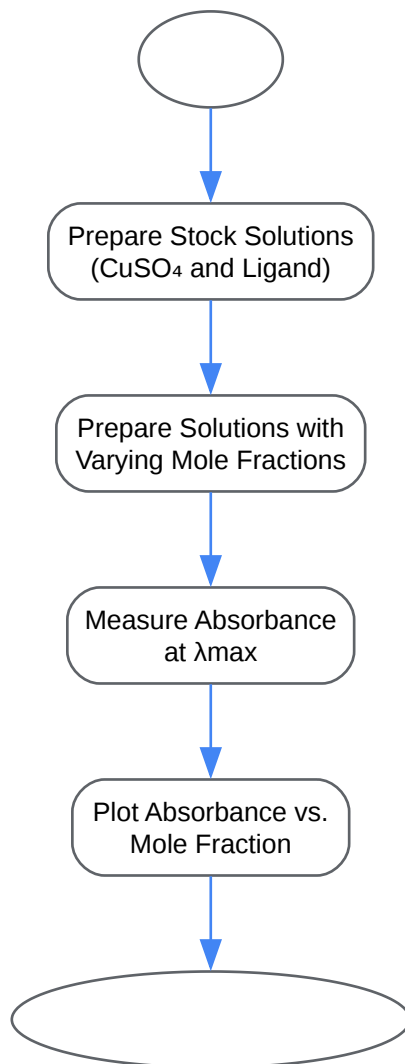 Prepare Stock Solutions
(CuSO₄ and Ligand)
Prepare Solutions with
Varying Mole Fractions
Measure Absorbance
at λmax
Plot Absorbance vs.
Mole Fraction